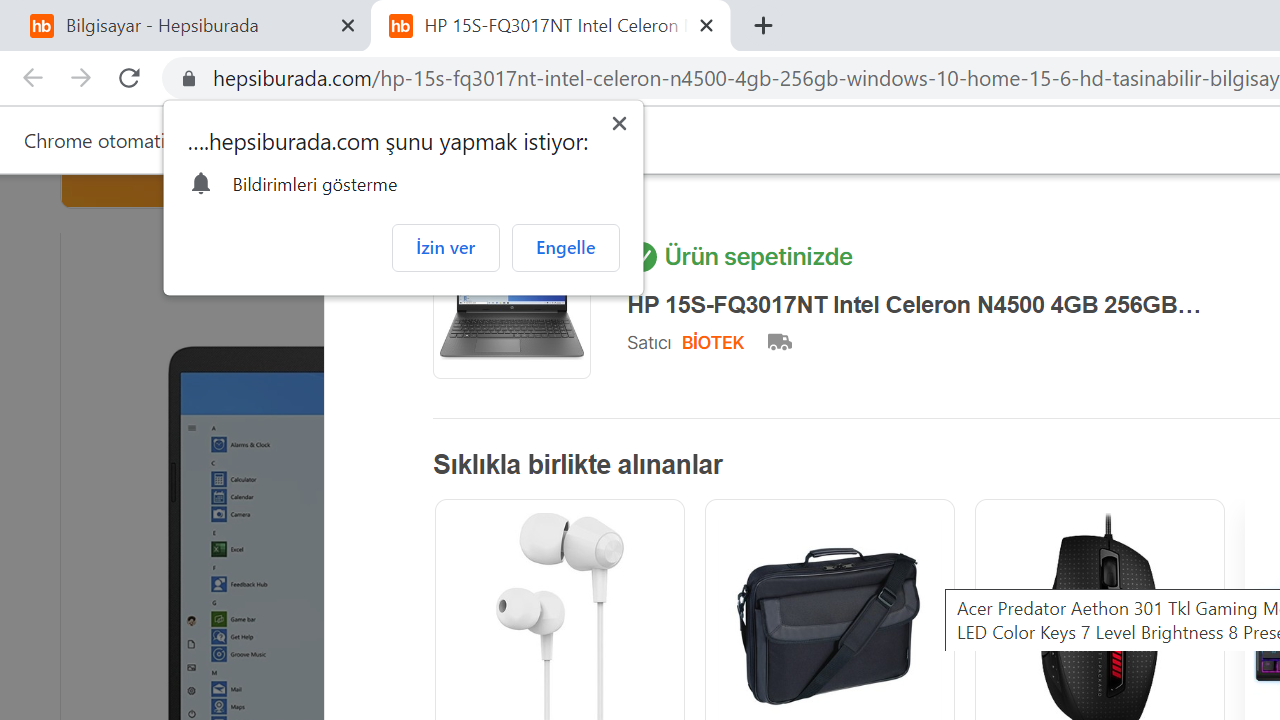 hb Bilgisayar - Hepsiburada
hb HP 15S-FQ3017NT Intel Celeron
hepsiburada.com/hp-15s-fq3017nt-intel-celeron-n4500-4gb-256gb-windows-10-home-15-6-hd-tasinabilir-bilgisay
Chrome otomati
....hepsiburada.com şunu yapmak istiyor:
Bildirimleri gösterme
İzin ver
Engelle
Ürün sepetinizde
HP 15S-FQ3017NT Intel Celeron N4500 4GB 256GB...
Satıcı BİOTEK
Sıklıkla birlikte alınanlar
A
Alarms & Clock
C
Calculator
Calendar
Camera
E
Excel
F
Feedback Hub
G
Game bar
Get Help
Groove Music
M
Mail
Maps
Acer Predator Aethon 301 Tkl Gaming M
LED Color Keys 7 Level Brightness 8 Prese